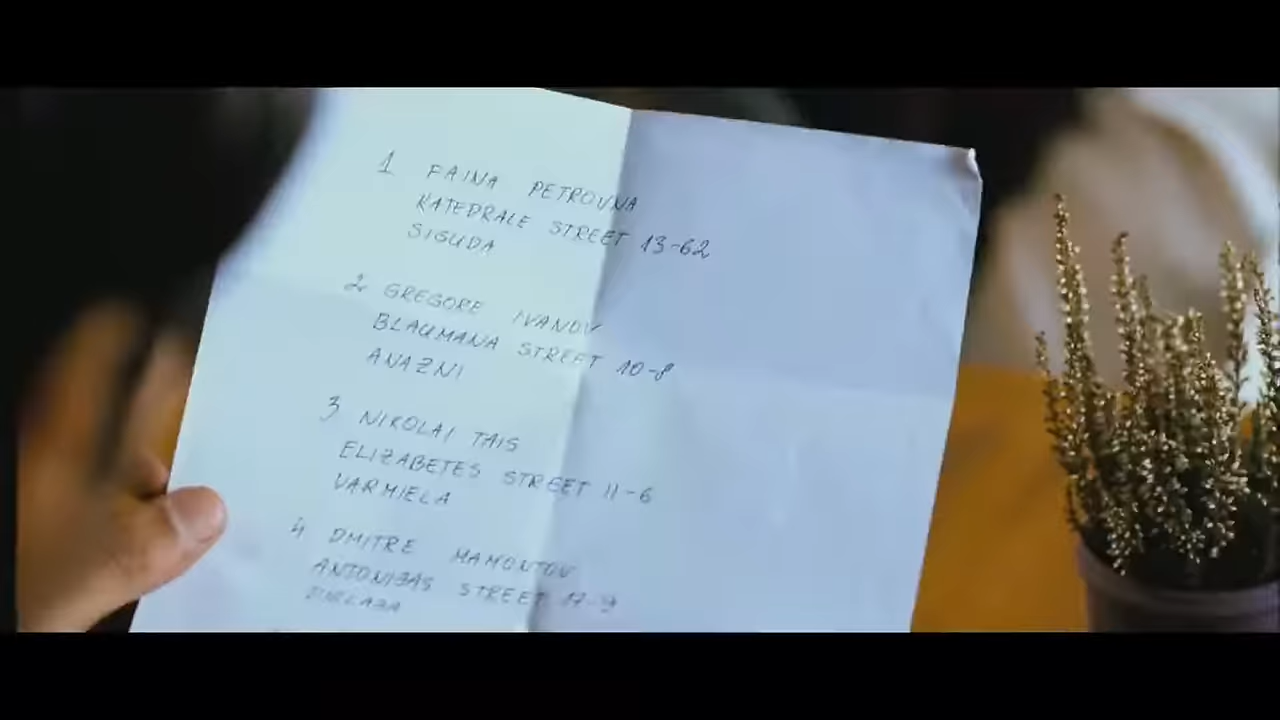 1 FAINA PETROVNA
KATEDRALE STREET 13-62
SIGUDA
2 GREGORE IVANOV
BLAUMANA STREET 10-8
ANAZNI
3 NIKOLAI TAIS
ELIZABETES STREET 11-6
VARMIELA
4 DMITRE MAMONTOV
ANTONIJAS STREET 17-9